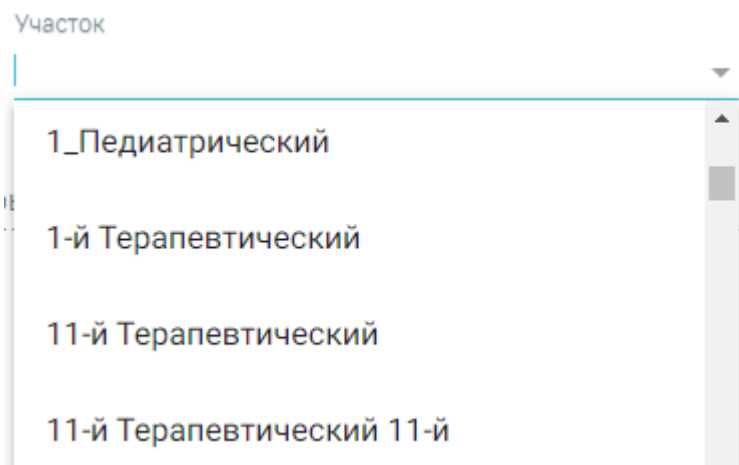 Участок
1_Педиатрический
1-й Терапевтический
11-й Терапевтический
11-й Терапевтический 11-й